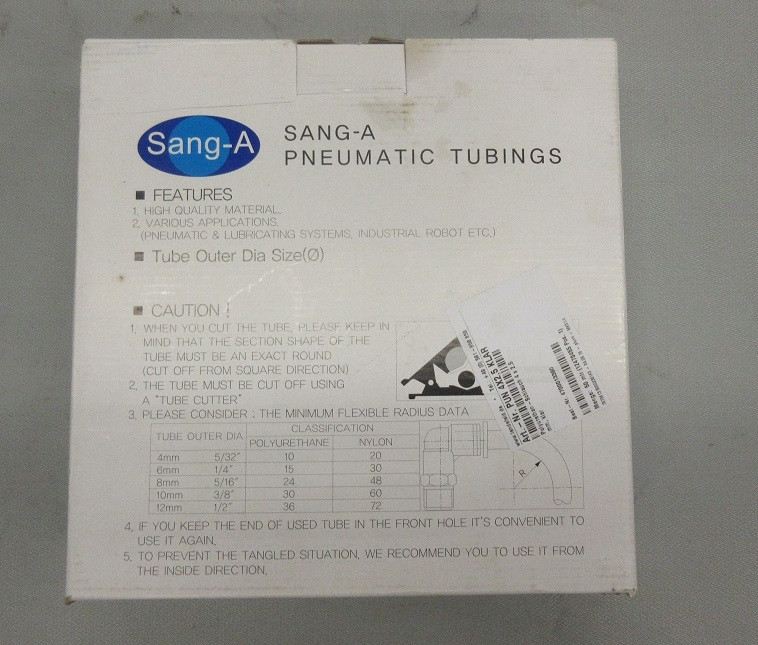 Sang-A
SANG-A
PNEUMATIC TUBINGS
■ FEATURES
1. HIGH QUALITY MATERIAL.
2. VARIOUS APPLICATIONS.
(PNEUMATIC & LUBRICATING SYSTEMS, INDUSTRIAL ROBOT ETC.)
■ Tube Outer Dia Size(Ø)
■ CAUTION !
1. WHEN YOU CUT THE TUBE, PLEASE KEEP IN
MIND THAT THE SECTION SHAPE OF THE
TUBE MUST BE AN EXACT ROUND
(CUT OFF FROM SQUARE DIRECTION)
2. THE TUBE MUST BE CUT OFF USING
A "TUBE CUTTER"
3. PLEASE CONSIDER : THE MINIMUM FLEXIBLE RADIUS DATA
TUBE OUTER DIA CLASSIFICATION
POLYURETHANE NYLON
4mm 5/32" 10 20
6mm 1/4" 15 30
8mm 5/16" 24 48
10mm 3/8" 30 60
12mm 1/2" 36 72
R
4. IF YOU KEEP THE END OF USED TUBE IN THE FRONT HOLE IT'S CONVENIENT TO
USE IT AGAIN.
5. TO PREVENT THE TANGLED SITUATION, WE RECOMMEND YOU TO USE IT FROM
THE INSIDE DIRECTION.
Art.-Nr. PUN 4X2.5 KLAR